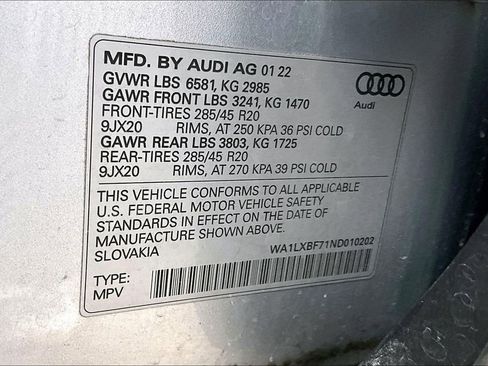 MFD. BY AUDI AG 01 22
GVWR LBS 6581, KG 2985
GAWR FRONT LBS 3241, KG 1470
FRONT-TIRES 285/45 R20
9JX20 RIMS, AT 250 KPA 36 PSI COLD
GAWR REAR LBS 3803, KG 1725
REAR-TIRES 285/45 R20
9JX20 RIMS, AT 270 KPA 39 PSI COLD
THIS VEHICLE CONFORMS TO ALL APPLICABLE
U.S. FEDERAL MOTOR VEHICLE SAFETY
STANDARDS IN EFFECT ON THE DATE OF
MANUFACTURE SHOWN ABOVE.
SLOVAKIA
WA1LXBF71ND010202
TYPE:
MPV
Audi